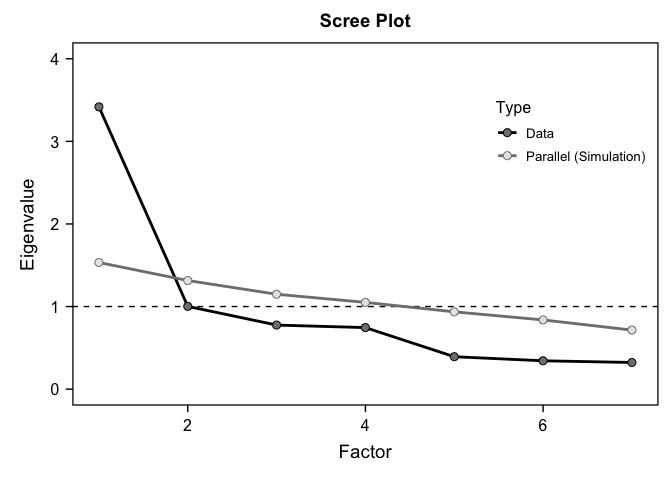 Scree Plot
4
3
2
1
0
Eigenvalue
Type
Data
Parallel (Simulation)
2 4 6
Factor